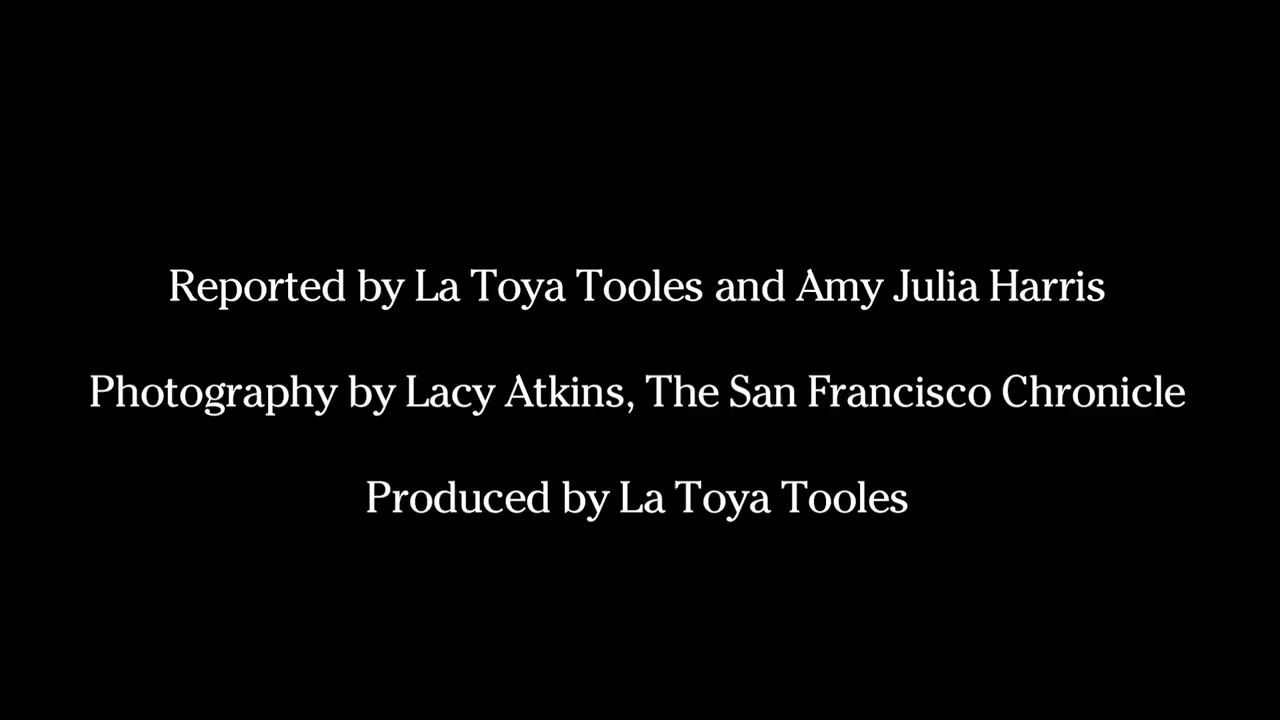 Reported by La Toya Tooles and Amy Julia Harris
Photography by Lacy Atkins, The San Francisco Chronicle
Produced by La Toya Tooles